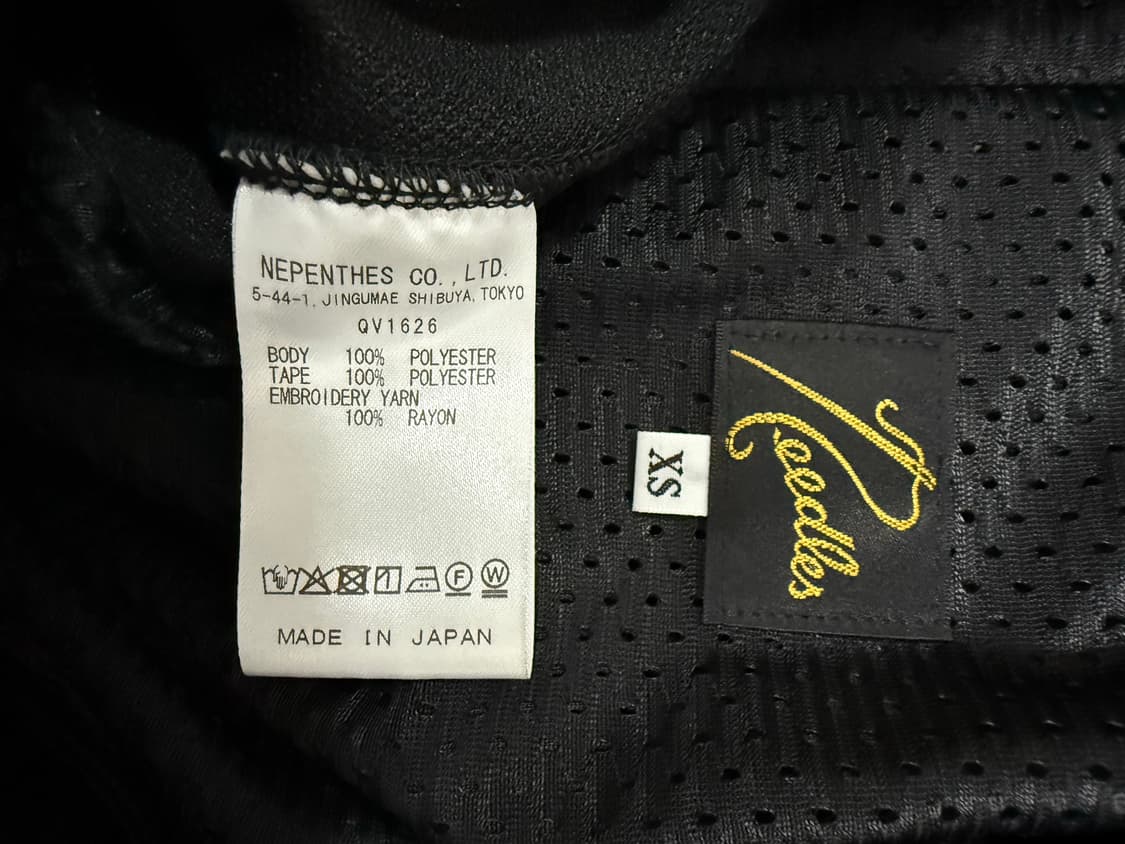 NEPENTHES CO.,LTD.
5-44-1, JINGUMAE SHIBUYA, TOKYO
QV1626
BODY 100% POLYESTER
TAPE 100% POLYESTER
EMBROIDERY YARN
100% RAYON
F W
MADE IN JAPAN
XS
Needles